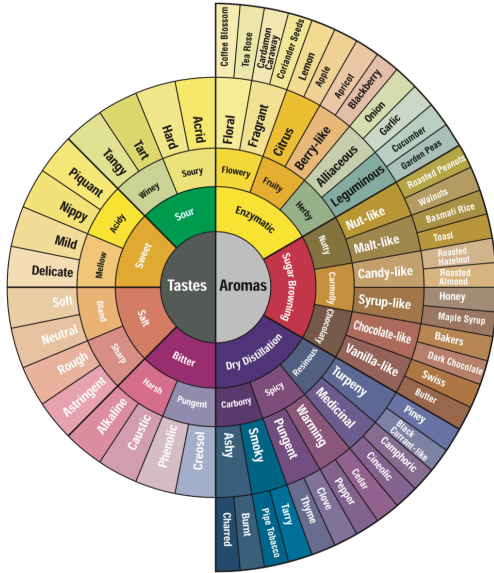 Coffee Blossom
Tea Rose
Cardamon
Caraway
Coriander Seeds
Lemon
Apple
Apricot
Blackberry
Onion
Garlic
Cucumber
Garden Peas
Roasted Peanuts
Walnuts
Basmati Rice
Toast
Roasted
Hazelnut
Roasted
Almond
Honey
Maple Syrup
Bakers
Dark Chocolate
Swiss
Butter
Piney
Black
Currant-like
Camphoric
Cineolic
Cedar
Pepper
Clove
Thyme
Tarry
Pipe Tobacco
Burnt
Charred
Floral
Fragrant
Citrus
Berry-like
Alliaceous
Leguminous
Nut-like
Malt-like
Candy-like
Syrup-like
Chocolate-like
Vanilla-like
Turpeny
Medicinal
Warming
Pungent
Smoky
Ashy
Flowery
Fruity
Herby
Nutty
Carmelly
Chocolaty
Resinous
Spicy
Carbony
Enzymatic
Sugar Browning
Dry Distillation
Aromas
Tastes
Sour
Sweet
Salt
Bitter
Soury
Winey
Acidy
Mellow
Bland
Sharp
Harsh
Pungent
Acrid
Hard
Tart
Tangy
Piquant
Nippy
Mild
Delicate
Soft
Neutral
Rough
Astringent
Alkaline
Caustic
Phenolic
Creosol